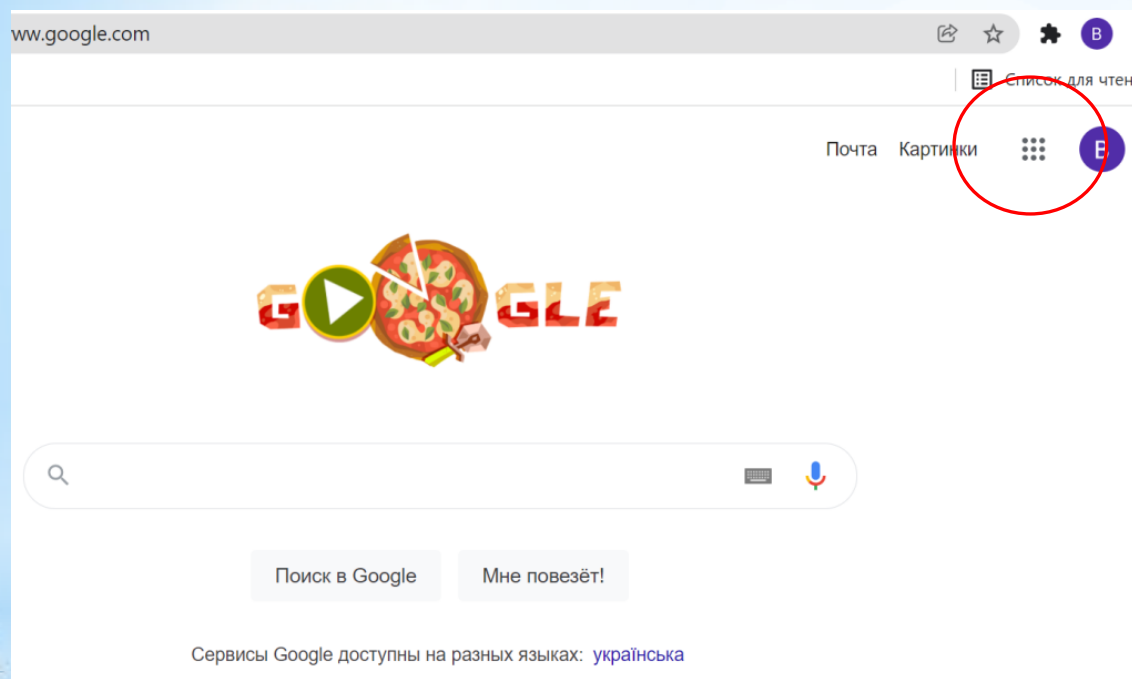 ww.google.com
B
Список для чтен
Почта Картинки
B
GOOGLE
Поиск в Google Мне повезёт!
Сервисы Google доступны на разных языках: українська